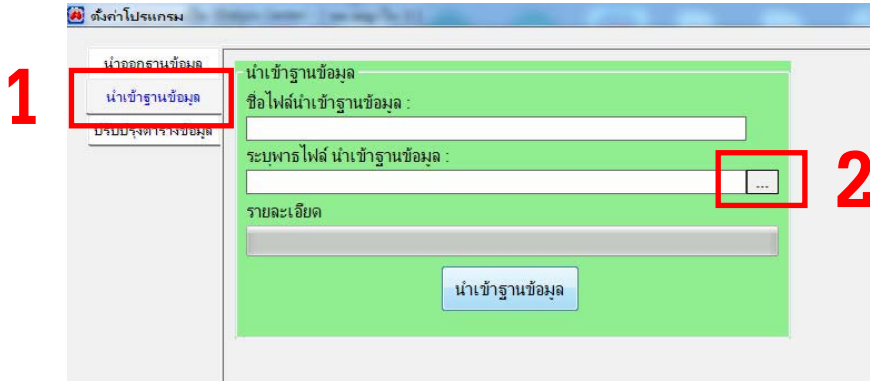 ตั้งค่าโปรแกรม
นำออกฐานข้อมูล
1
นำเข้าฐานข้อมูล
ปรับปรุงตารางข้อมูล
นำเข้าฐานข้อมูล
ชื่อไฟล์นำเข้าฐานข้อมูล :
ระบุพาธไฟล์ นำเข้าฐานข้อมูล :
...
2
รายละเอียด
นำเข้าฐานข้อมูล